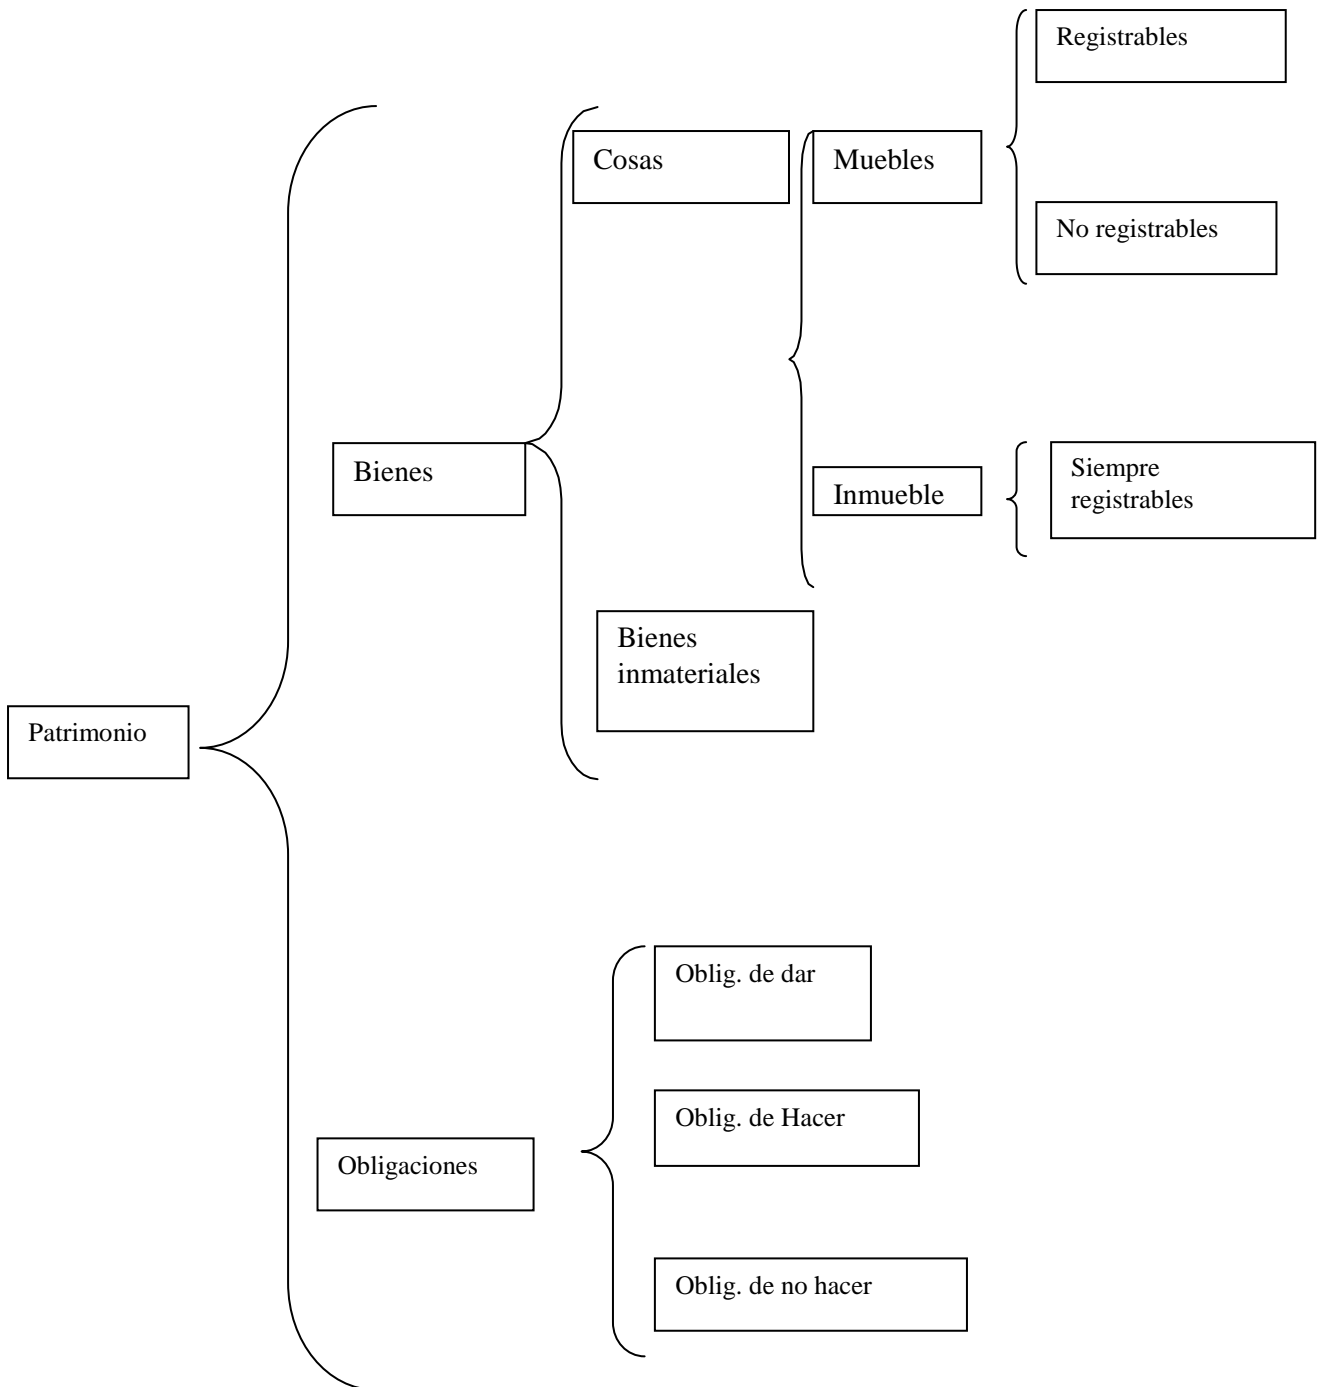 Registrables
Cosas
Muebles
No registrables
Bienes
Inmueble
Siempre
registrables
Bienes
inmateriales
Patrimonio
Oblig. de dar
Oblig. de Hacer
Obligaciones
Oblig. de no hacer